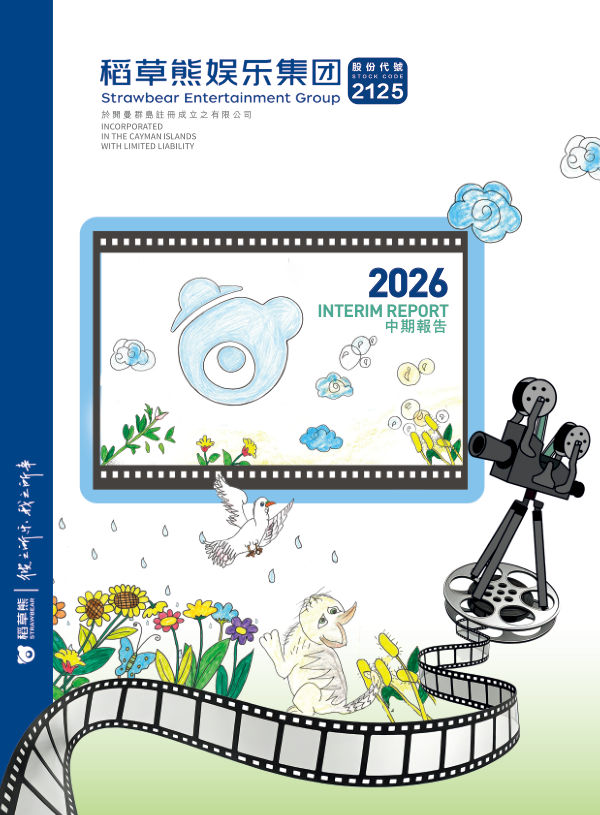 稻草熊娱乐集团
Strawbear Entertainment Group
股份代號
STOCK CODE
2125
於開曼群島註冊成立之有限公司
INCORPORATED
IN THE CAYMAN ISLANDS
WITH LIMITED LIABILITY
2026
INTERIM REPORT
中期報告
稻草熊
STRAWBEAR